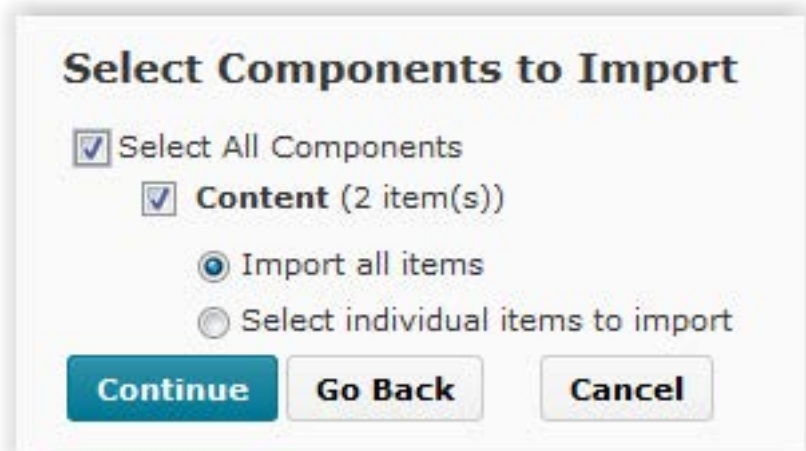 Select Components to Import
Select All Components
Content (2 item(s))
Import all items
Select individual items to import
Continue Go Back Cancel